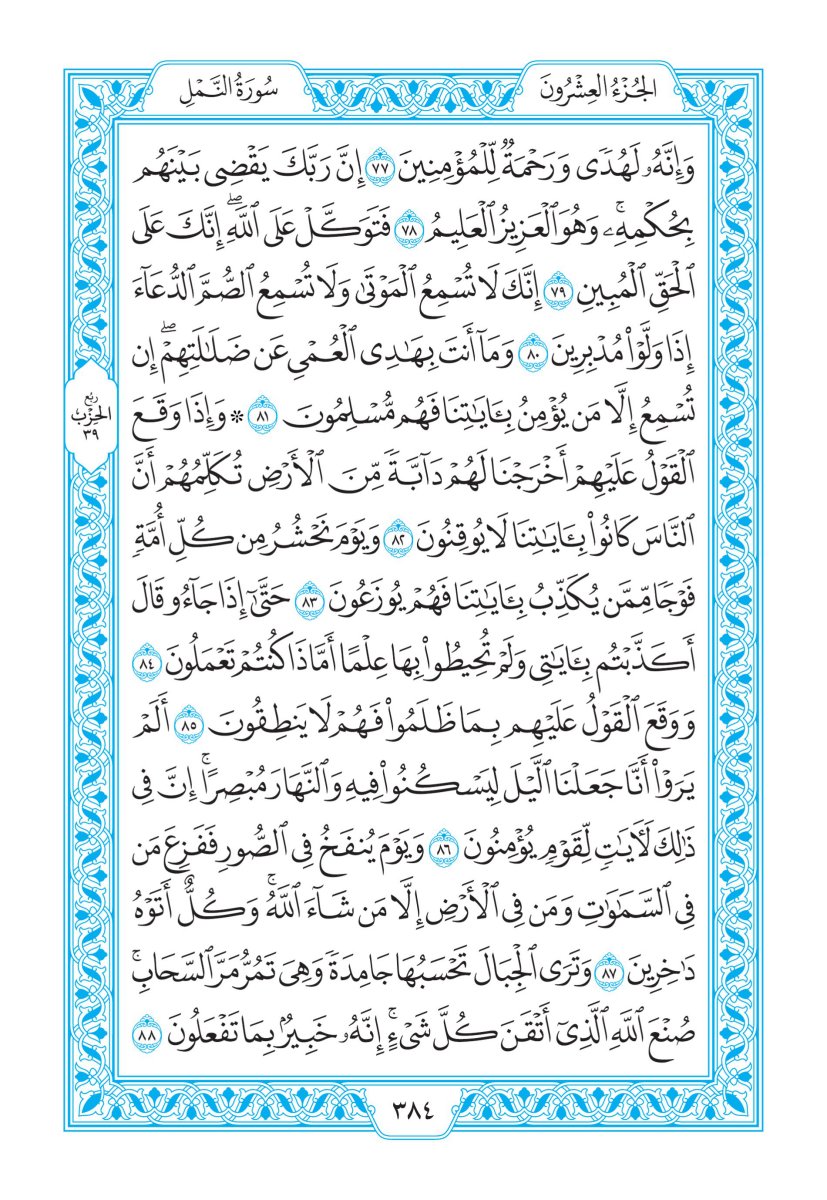 الجُزْءُ العِشْرُونَ
سُورَةُ النَّمْلِ
وَإِنَّهُۥ لَهُدٗى وَرَحۡمَةٞ لِّلۡمُؤۡمِنِينَ ٧٧ إِنَّ رَبَّكَ يَقۡضِي بَيۡنَهُم
بِحُكۡمِهِۦۚ وَهُوَ ٱلۡعَزِيزُ ٱلۡعَلِيمُ ٧٨ فَتَوَكَّلۡ عَلَى ٱللَّهِۖ إِنَّكَ عَلَى
ٱلۡحَقِّ ٱلۡمُبِينِ ٧٩ إِنَّكَ لَا تُسۡمِعُ ٱلۡمَوۡتَىٰ وَلَا تُسۡمِعُ ٱلصُّمَّ ٱلدُّعَآءَ
إِذَا وَلَّوۡاْ مُدۡبِرِينَ ٨٠ وَمَآ أَنتَ بِهَٰدِي ٱلۡعُمۡيِ عَن ضَلَٰلَتِهِمۡۖ إِن
تُسۡمِعُ إِلَّا مَن يُؤۡمِنُ بِـَٔايَٰتِنَا فَهُم مُّسۡلِمُونَ ٨١ ۞ وَإِذَا وَقَعَ
ٱلۡقَوۡلُ عَلَيۡهِمۡ أَخۡرَجۡنَا لَهُمۡ دَآبَّةٗ مِّنَ ٱلۡأَرۡضِ تُكَلِّمُهُمۡ أَنَّ
ٱلنَّاسَ كَانُواْ بِـَٔايَٰتِنَا لَا يُوقِنُونَ ٨٢ وَيَوۡمَ نَحۡشُرُ مِن كُلِّ أُمَّةٖ
فَوۡجٗا مِّمَّن يُكَذِّبُ بِـَٔايَٰتِنَا فَهُمۡ يُوزَعُونَ ٨٣ حَتَّىٰٓ إِذَا جَآءُو قَالَ
أَكَذَّبۡتُم بِـَٔايَٰتِي وَلَمۡ تُحِيطُواْ بِهَا عِلۡمًا أَمَّاذَا كُنتُمۡ تَعۡمَلُونَ ٨٤
وَوَقَعَ ٱلۡقَوۡلُ عَلَيۡهِم بِمَا ظَلَمُواْ فَهُمۡ لَا يَنطِقُونَ ٨٥ أَلَمۡ
يَرَوۡاْ أَنَّا جَعَلۡنَا ٱلَّيۡلَ لِيَسۡكُنُواْ فِيهِ وَٱلنَّهَارَ مُبۡصِرًاۚ إِنَّ فِي
ذَٰلِكَ لَأٓيَٰتٖ لِّقَوۡمٖ يُؤۡمِنُونَ ٨٦ وَيَوۡمَ يُنفَخُ فِي ٱلصُّورِ فَفَزِعَ مَن
فِي ٱلسَّمَٰوَٰتِ وَمَن فِي ٱلۡأَرۡضِ إِلَّا مَن شَآءَ ٱللَّهُۚ وَكُلٌّ أَتَوۡهُ
دَٰخِرِينَ ٨٧ وَتَرَى ٱلۡجِبَالَ تَحۡسَبُهَا جَامِدَةٗ وَهِيَ تَمُرُّ مَرَّ ٱلسَّحَابِۚ
صُنۡعَ ٱللَّهِ ٱلَّذِيٓ أَتۡقَنَ كُلَّ شَيۡءٍۚ إِنَّهُۥ خَبِيرُۢ بِمَا تَفۡعَلُونَ ٨٨
رُبْع
الحِزْب
٣٩
٣٨٤